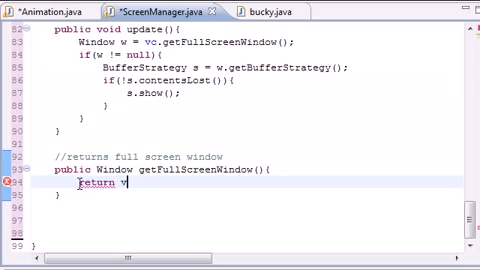 *Animation.java
*ScreenManager.java
bucky.java
82 public void update(){
83 Window w = vc.getFullScreenWindow();
84 if(w != null){
85 BufferStrategy s = w.getBufferStrategy();
86 if(!s.contentsLost()){
87 s.show();
88 }
89 }
90 }
91
92 //returns full screen window
93 public Window getFullScreenWindow(){
94 return v
95 }
96
97
98
99 }